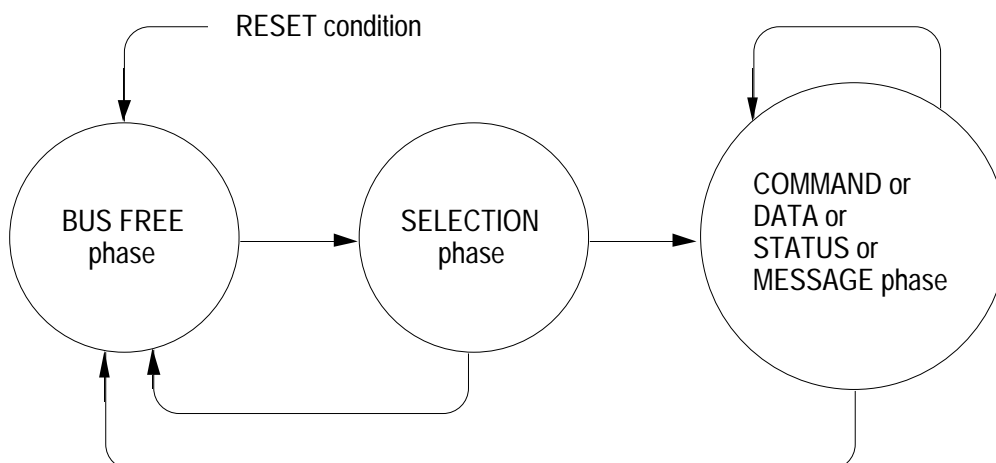 RESET condition
BUS FREE
phase
SELECTION
phase
COMMAND or
DATA or
STATUS or
MESSAGE phase